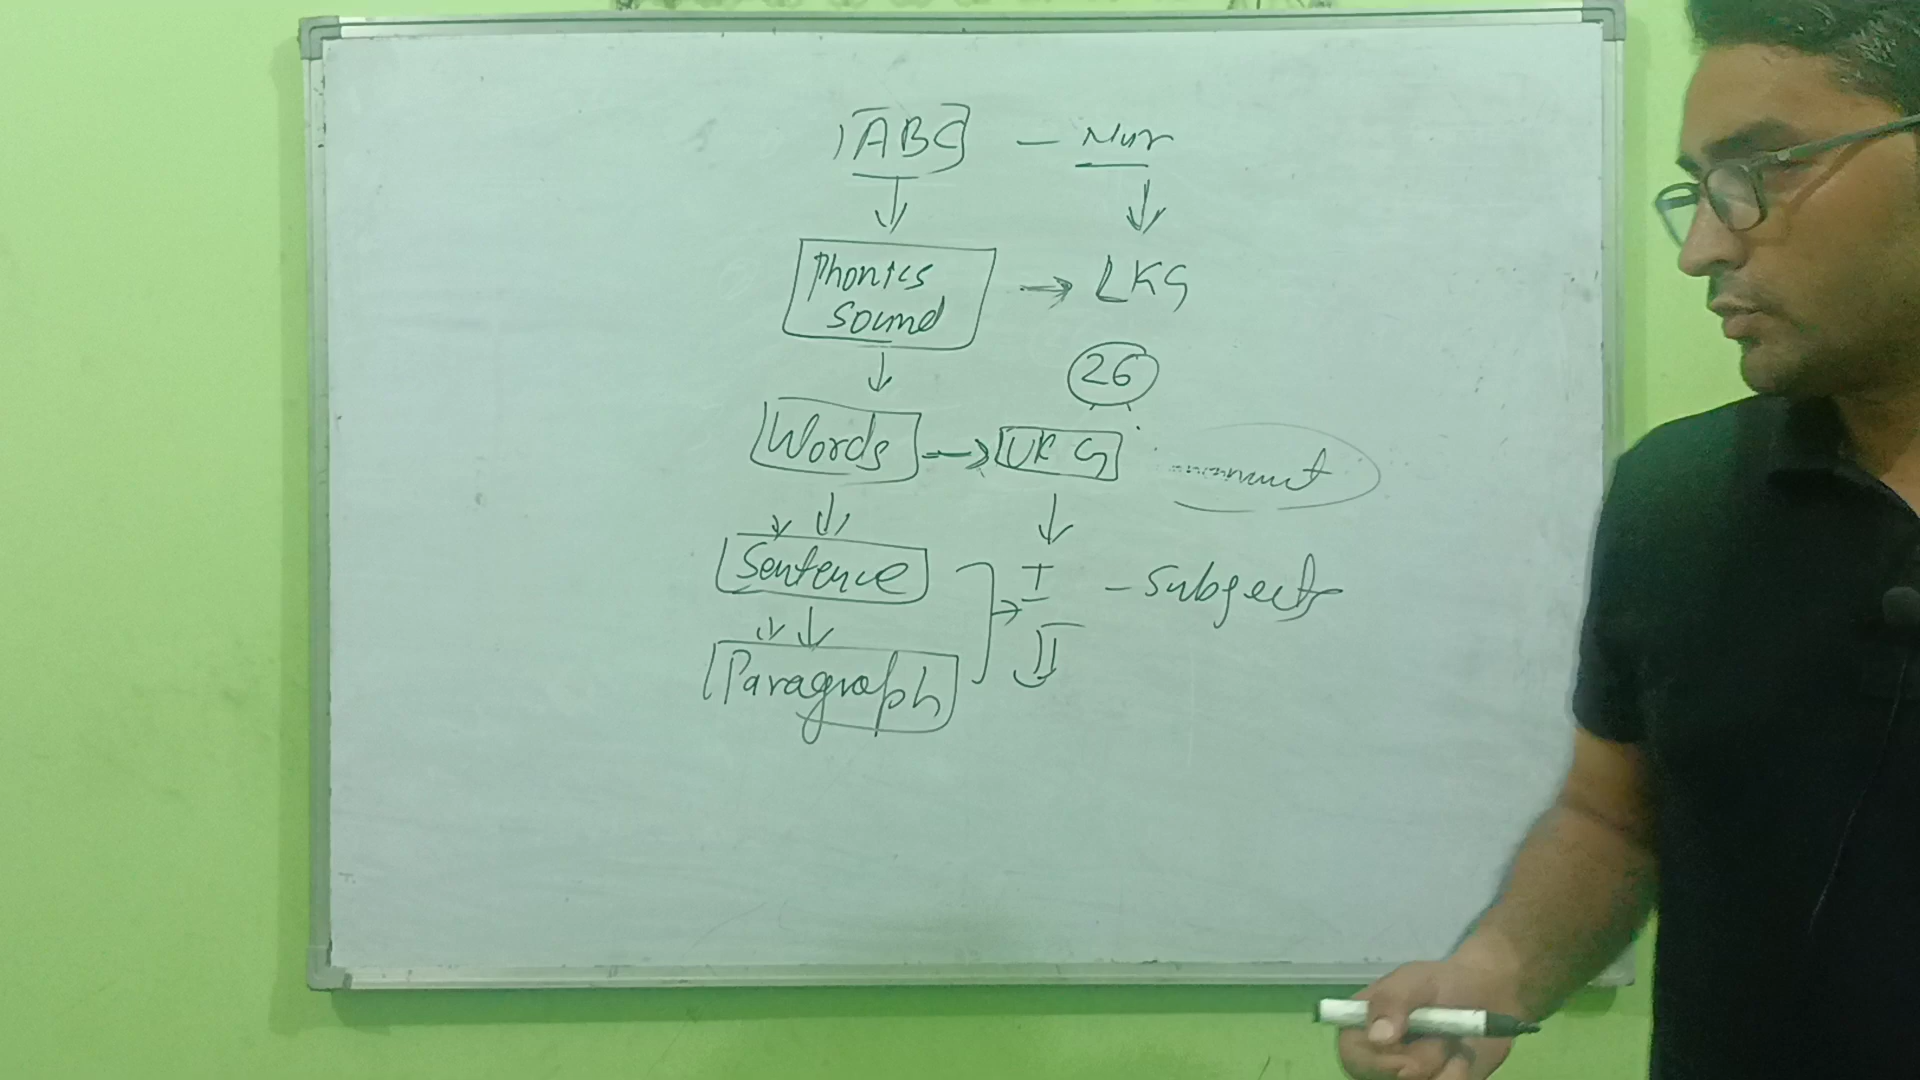 ABC - Nur
Phonics → LKG
Sound
26
Words → UKG
Sentence I - Subjects
Paragraph II